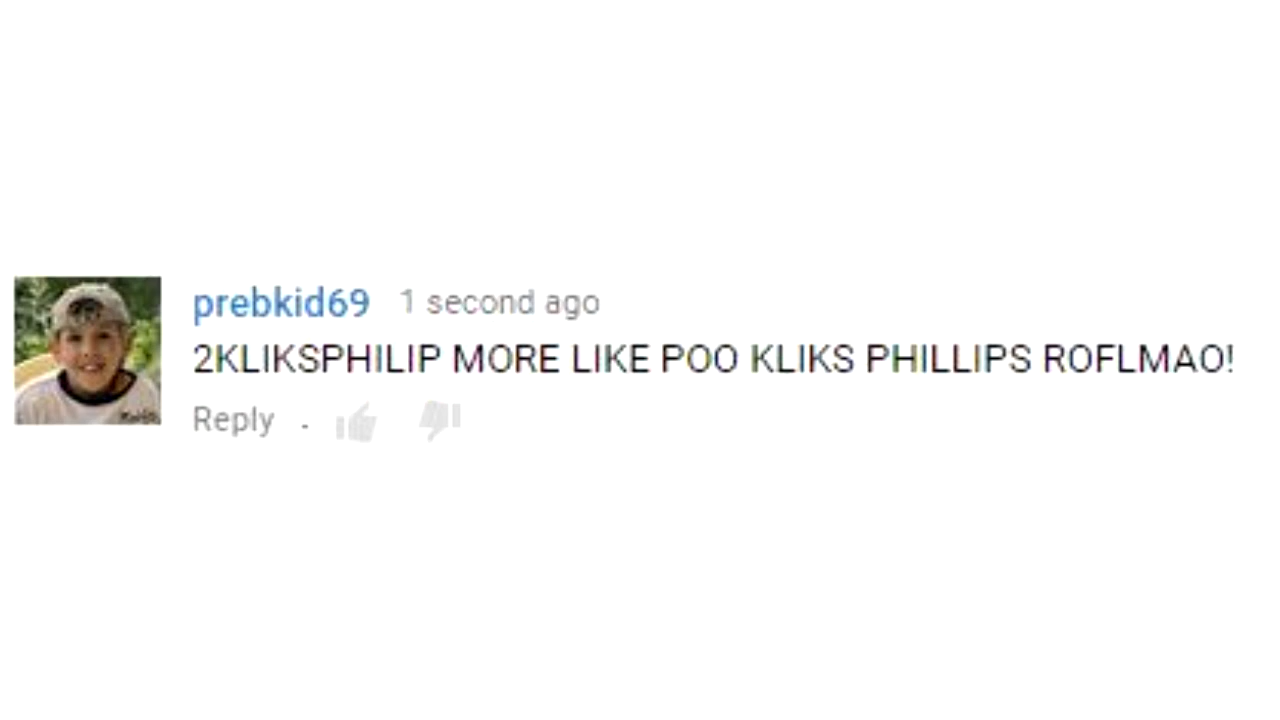 prebkid69 1 second ago
2KLIKSPHILIP MORE LIKE POO KLIKS PHILLIPS ROFLMAO!
Reply .